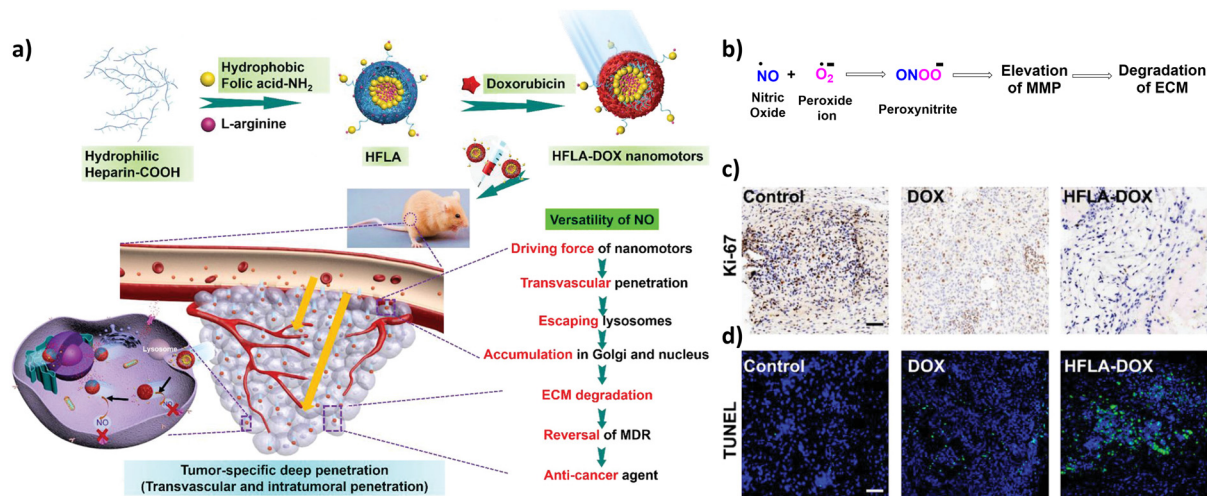 a)
Hydrophobic
Folic acid-NH2
L-arginine
Doxorubicin
Hydrophilic
Heparin-COOH
HFLA
HFLA-DOX nanomotors
Versatility of NO
Driving force of nanomotors
Transvascular penetration
Escaping lysosomes
Accumulation in Golgi and nucleus
ECM degradation
Reversal of MDR
Anti-cancer agent
Lysosome
NO
Tumor-specific deep penetration
(Transvascular and intratumoral penetration)
b)
•NO + O2•− ONOO− Elevation of MMP Degradation of ECM
Nitric Oxide
Peroxide ion
Peroxynitrite
c)
Ki-67
Control
DOX
HFLA-DOX
d)
TUNEL
Control
DOX
HFLA-DOX